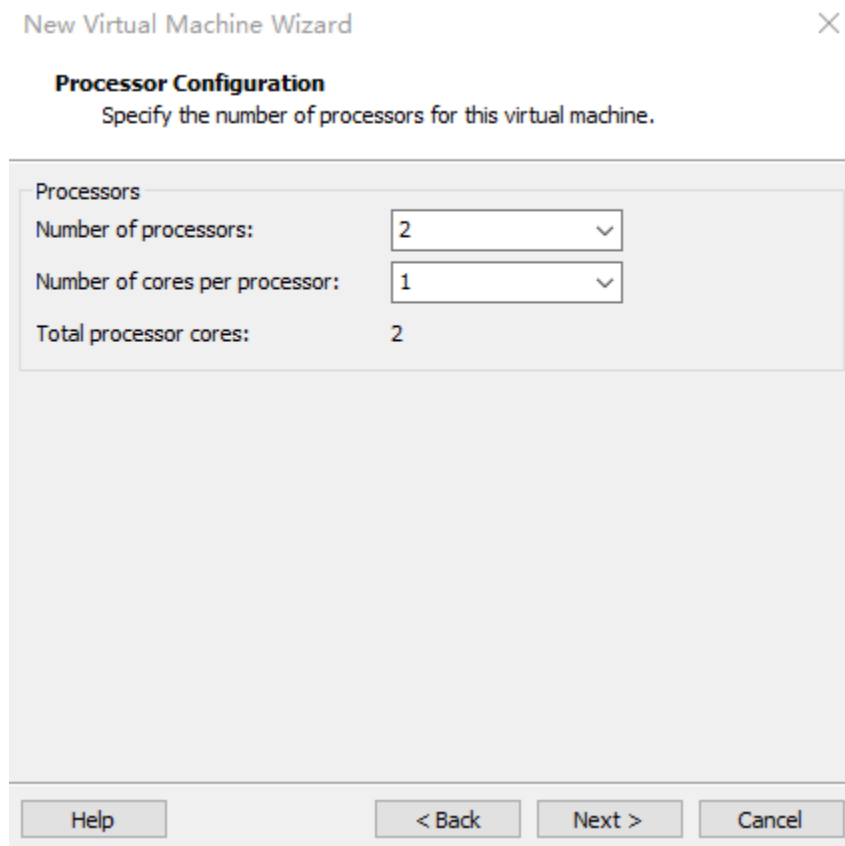 New Virtual Machine Wizard
Processor Configuration
Specify the number of processors for this virtual machine.
Processors
Number of processors: 2
Number of cores per processor: 1
Total processor cores: 2
Help < Back Next > Cancel